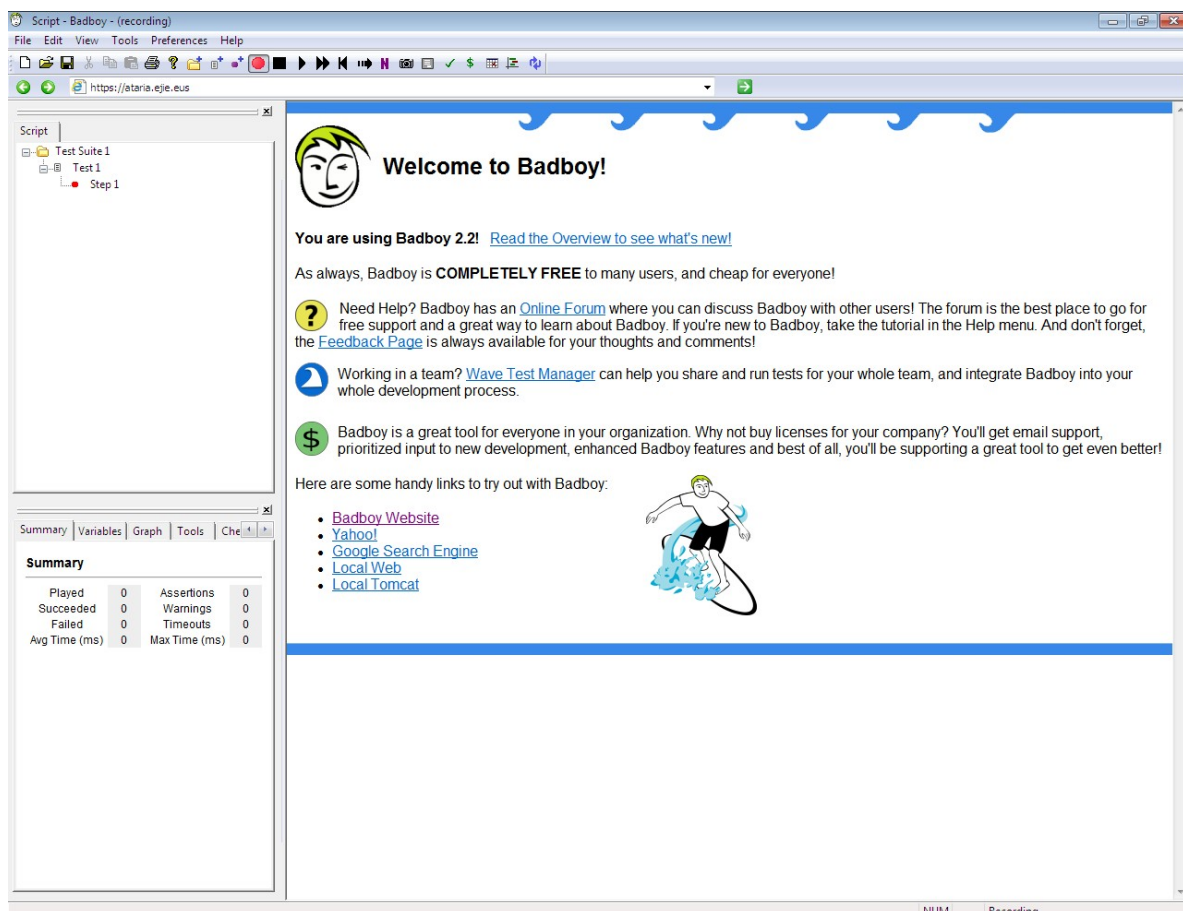 Script - Badboy - (recording)
File Edit View Tools Preferences Help
https://ataria.ejie.eus
Script
Test Suite 1
Test 1
Step 1
Summary Variables Graph Tools Che
Summary
Played 0 Assertions 0
Succeeded 0 Warnings 0
Failed 0 Timeouts 0
Avg Time (ms) 0 Max Time (ms) 0
Welcome to Badboy!
You are using Badboy 2.2! Read the Overview to see what's new!
As always, Badboy is COMPLETELY FREE to many users, and cheap for everyone!
Need Help? Badboy has an Online Forum where you can discuss Badboy with other users! The forum is the best place to go for
free support and a great way to learn about Badboy. If you're new to Badboy, take the tutorial in the Help menu. And don't forget,
the Feedback Page is always available for your thoughts and comments!
Working in a team? Wave Test Manager can help you share and run tests for your whole team, and integrate Badboy into your
whole development process.
Badboy is a great tool for everyone in your organization. Why not buy licenses for your company? You'll get email support,
prioritized input to new development, enhanced Badboy features and best of all, you'll be supporting a great tool to get even better!
Here are some handy links to try out with Badboy:
Badboy Website
Yahoo!
Google Search Engine
Local Web
Local Tomcat
NUM Recording